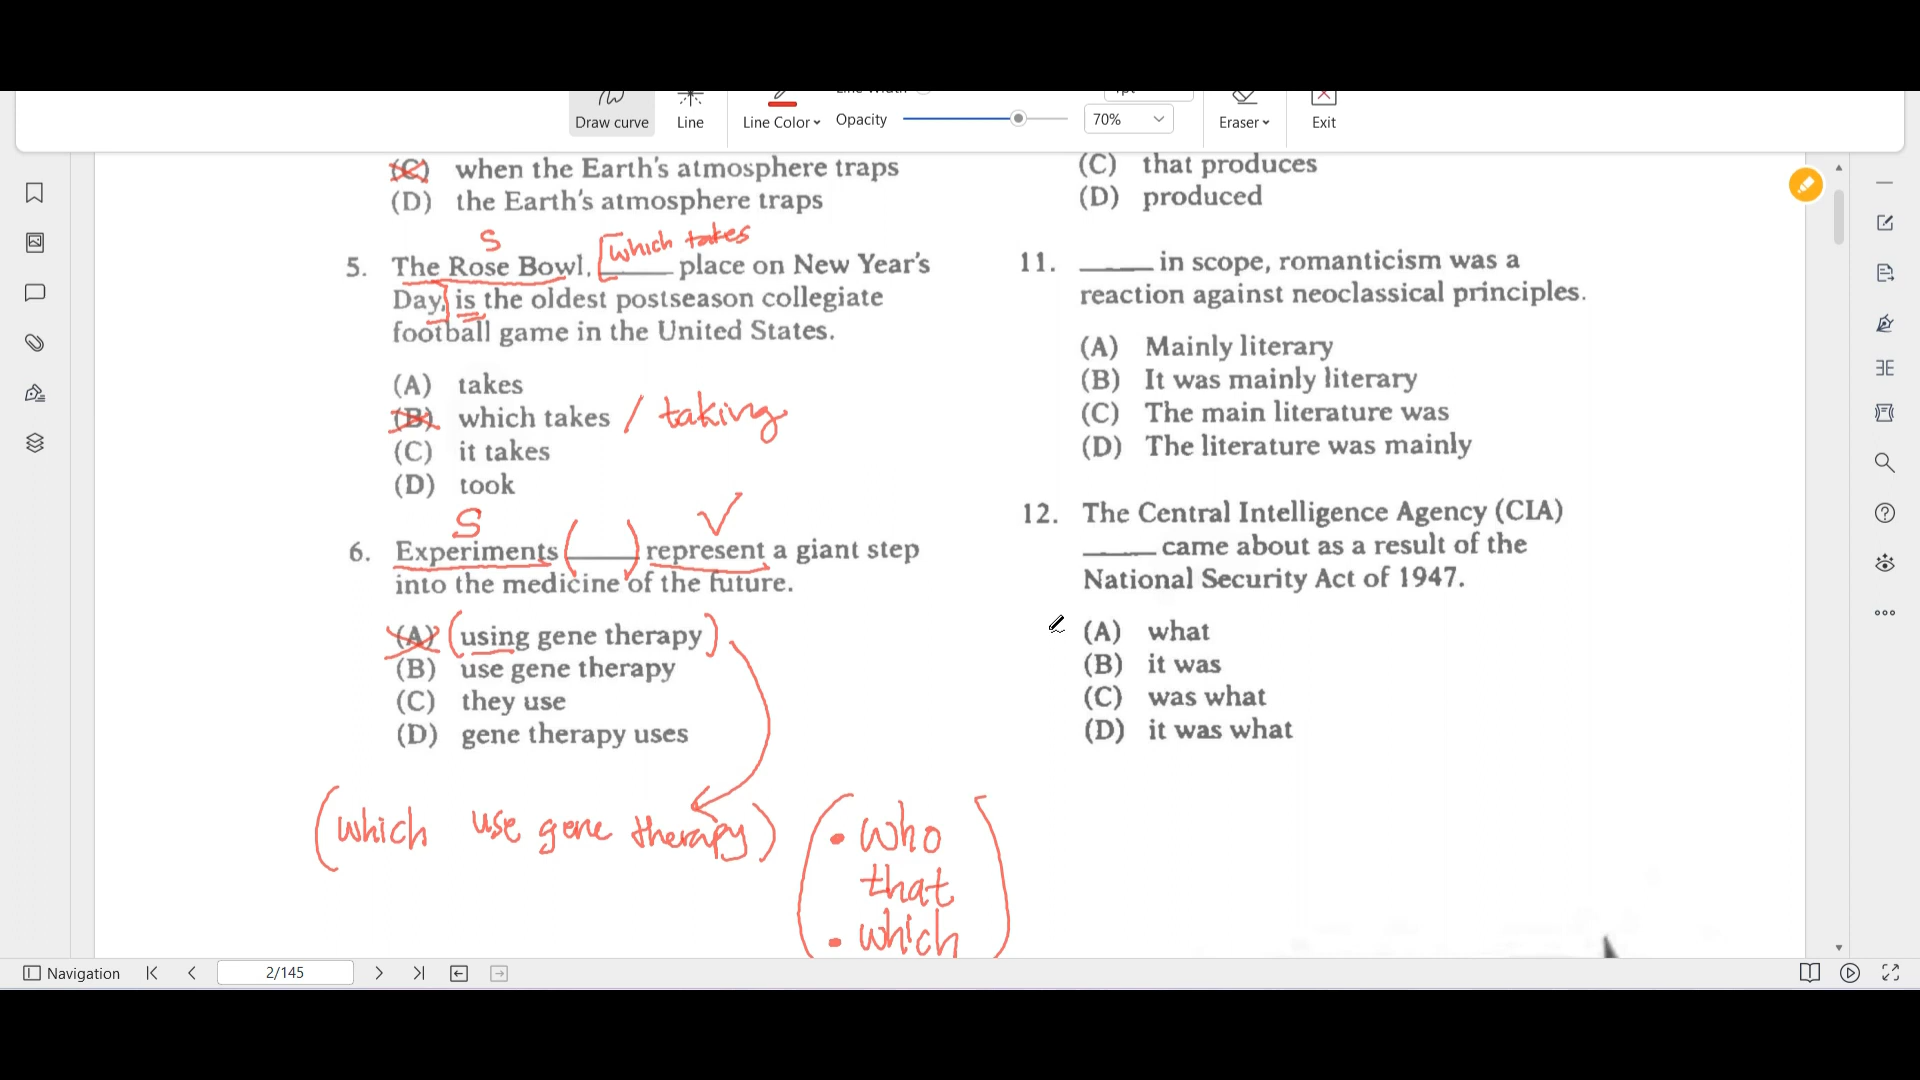 Draw curve
Line
Line Color
Opacity
70%
Eraser
Exit
(C) when the Earth's atmosphere traps
(D) the Earth's atmosphere traps
S
which takes
5. The Rose Bowl, _____ place on New Year's
Day, is the oldest postseason collegiate
football game in the United States.
(A) takes
(B) which takes / taking
(C) it takes
(D) took
S
6. Experiments (_____) represent a giant step
into the medicine of the future.
(A) (using gene therapy)
(B) use gene therapy
(C) they use
(D) gene therapy uses
(which use gene therapy)
• who
that
• which
(C) that produces
(D) produced
11. _____ in scope, romanticism was a
reaction against neoclassical principles.
(A) Mainly literary
(B) It was mainly literary
(C) The main literature was
(D) The literature was mainly
12. The Central Intelligence Agency (CIA)
_____ came about as a result of the
National Security Act of 1947.
(A) what
(B) it was
(C) was what
(D) it was what
Navigation
2/145